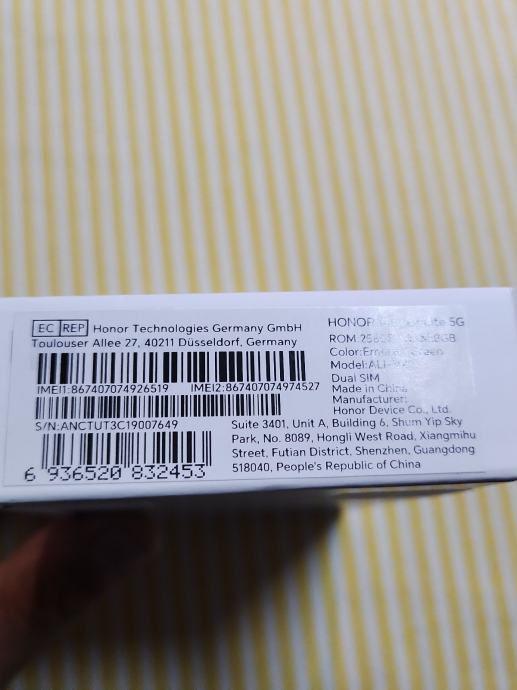 EC REP Honor Technologies Germany GmbH
Toulouser Allee 27, 40211 Düsseldorf, Germany
IMEI1:867407074926519 IMEI2:867407074974527
S/N:ANCTUT3C19007649
6 936520 832453
HONOR 5G
Dual SIM
Made in China
Manufacturer:
Honor Device Co., Ltd.
Suite 3401, Unit A, Building 6, Shum Yip Sky
Park, No. 8089, Hongli West Road, Xiangmihu
Street, Futian District, Shenzhen, Guangdong
518040, People's Republic of China